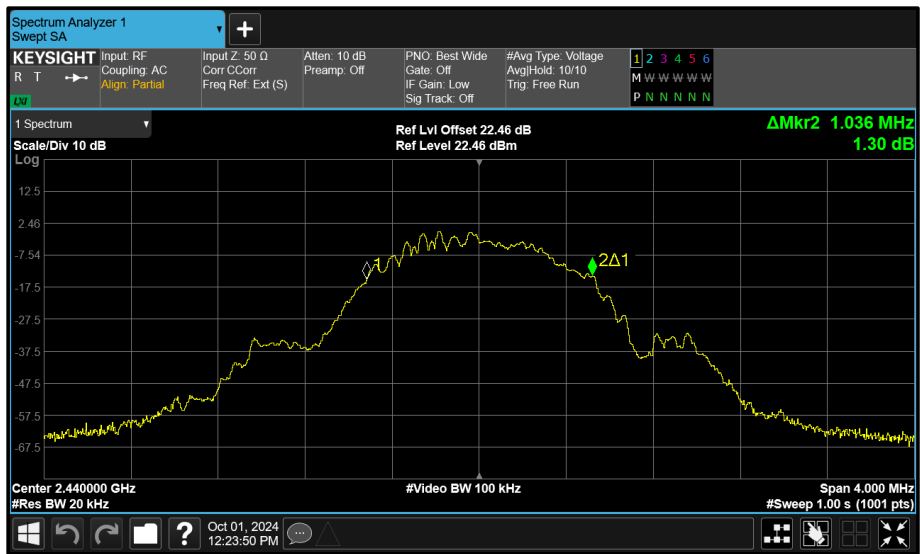 Spectrum Analyzer 1
Swept SA
KEYSIGHT
R T
LXI
Input: RF
Coupling: AC
Align: Partial
Input Z: 50 Ω
Corr CCorr
Freq Ref: Ext (S)
Atten: 10 dB
Preamp: Off
PNO: Best Wide
Gate: Off
IF Gain: Low
Sig Track: Off
#Avg Type: Voltage
Avg|Hold: 10/10
Trig: Free Run
1 2 3 4 5 6
M W W W W W
P N N N N N
1 Spectrum
Scale/Div 10 dB
Ref Lvl Offset 22.46 dB
Ref Level 22.46 dBm
ΔMkr2 1.036 MHz
1.30 dB
Log
12.5
2.46
-7.54
-17.5
-27.5
-37.5
-47.5
-57.5
-67.5
1
2Δ1
Center 2.440000 GHz
#Video BW 100 kHz
Span 4.000 MHz
#Res BW 20 kHz
#Sweep 1.00 s (1001 pts)
?
Oct 01, 2024
12:23:50 PM